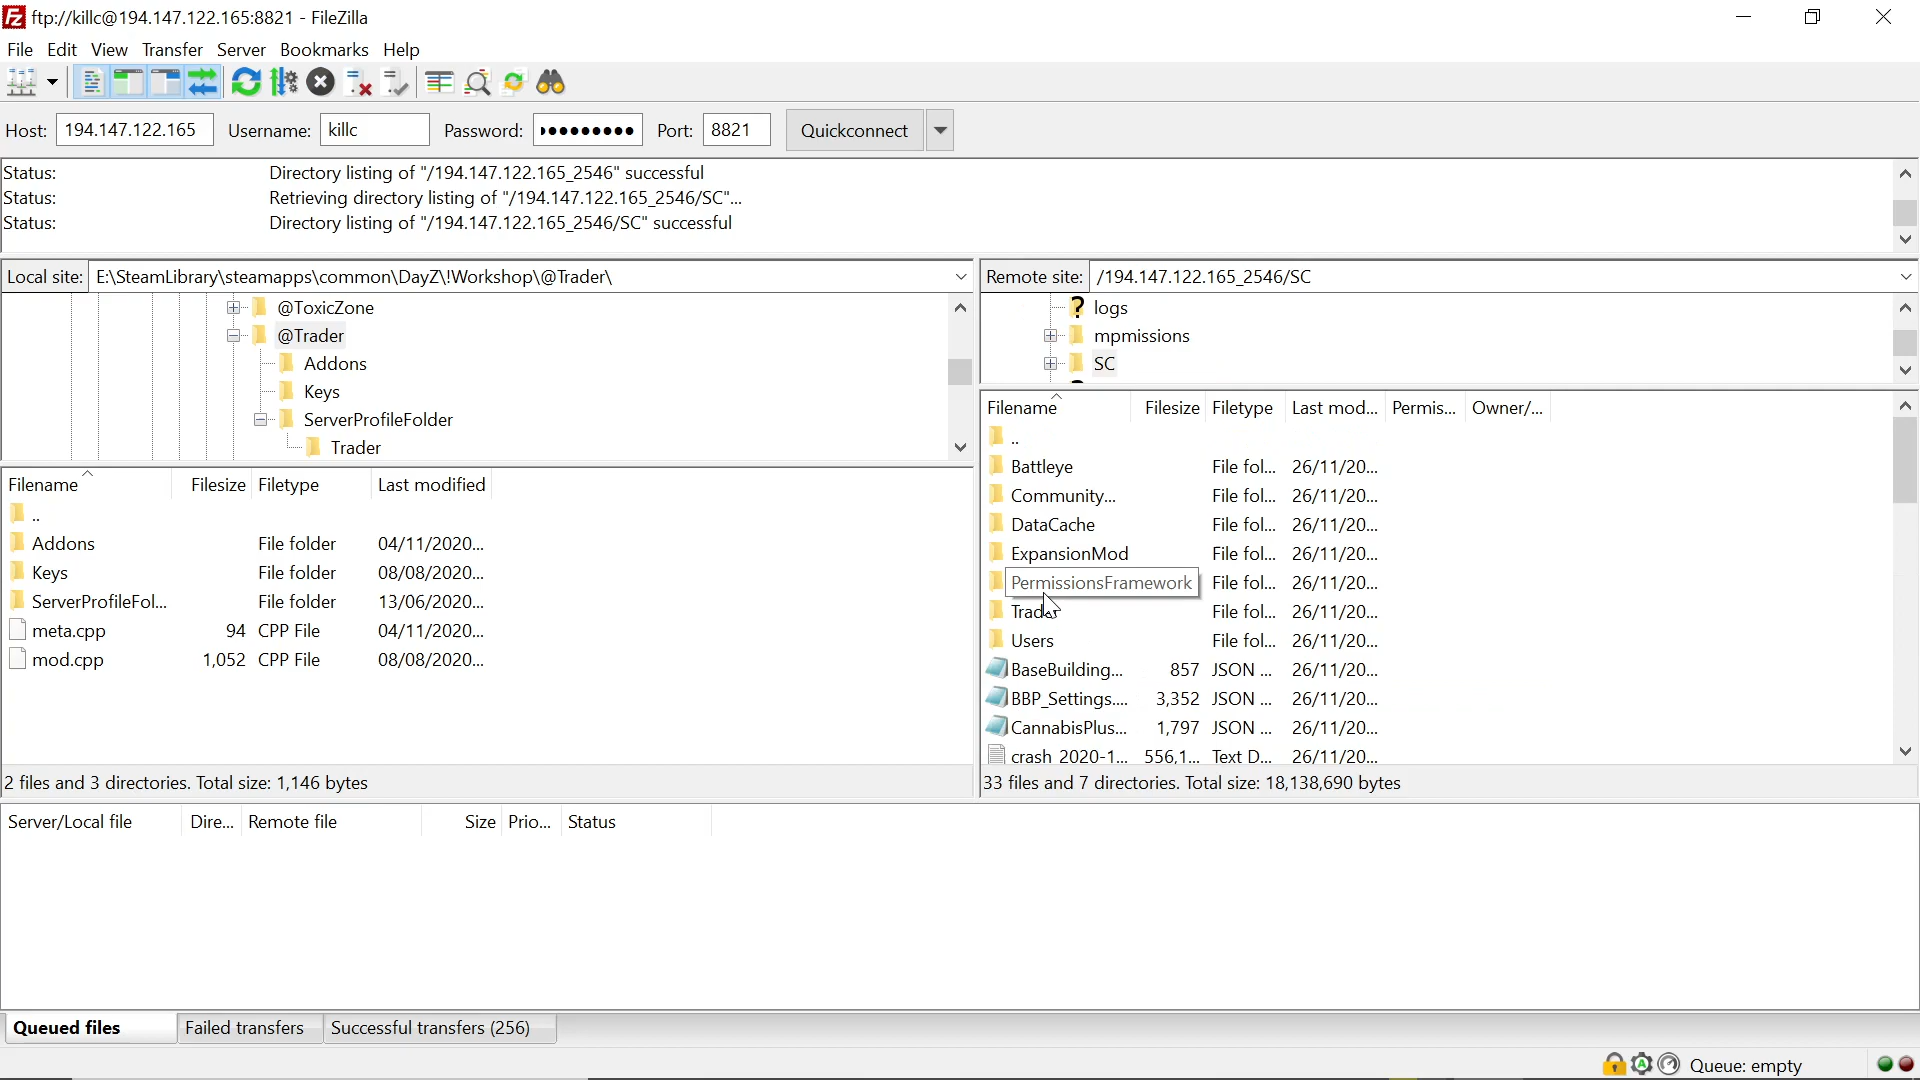 ftp://killc@194.147.122.165:8821 - FileZilla
File Edit View Transfer Server Bookmarks Help
Host: 194.147.122.165 Username: killc Password: ●●●●●●●●● Port: 8821 Quickconnect
Status: Directory listing of "/194.147.122.165_2546" successful
Status: Retrieving directory listing of "/194.147.122.165_2546/SC"...
Status: Directory listing of "/194.147.122.165_2546/SC" successful
Local site: E:\SteamLibrary\steamapps\common\DayZ\!Workshop\@Trader\
@ToxicZone
@Trader
Addons
Keys
ServerProfileFolder
Trader
Filename Filesize Filetype Last modified
..
Addons File folder 04/11/2020...
Keys File folder 08/08/2020...
ServerProfileFol... File folder 13/06/2020...
meta.cpp 94 CPP File 04/11/2020...
mod.cpp 1,052 CPP File 08/08/2020...
2 files and 3 directories. Total size: 1,146 bytes
Remote site: /194.147.122.165_2546/SC
? logs
mpmissions
SC
Filename Filesize Filetype Last mod... Permis... Owner/...
..
Battleye File fol... 26/11/20...
Community... File fol... 26/11/20...
DataCache File fol... 26/11/20...
ExpansionMod File fol... 26/11/20...
PermissionsFramework File fol... 26/11/20...
Trad File fol... 26/11/20...
Users File fol... 26/11/20...
BaseBuilding... 857 JSON ... 26/11/20...
BBP_Settings.... 3,352 JSON ... 26/11/20...
CannabisPlus... 1,797 JSON ... 26/11/20...
crash_2020-1... 556,1... Text D... 26/11/20...
33 files and 7 directories. Total size: 18,138,690 bytes
Server/Local file Dire... Remote file Size Prio... Status
Queued files Failed transfers Successful transfers (256)
Queue: empty